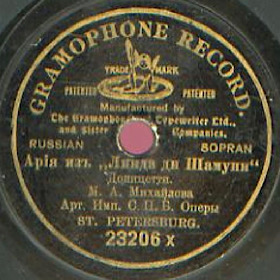 GRAMOPHONE RECORD.
TRADE MARK
PATENTED PATENTED
Manufactured by
The Gramophone & Typewriter Ltd.,
and Sister Companies.
RUSSIAN SOPRAN
Арія изъ „Линда ди Шамуни“
Доницетти.
М. А. Михайлова
Арт. Имп. С. П. Б. Оперы
ST. PETERSBURG.
23206 x